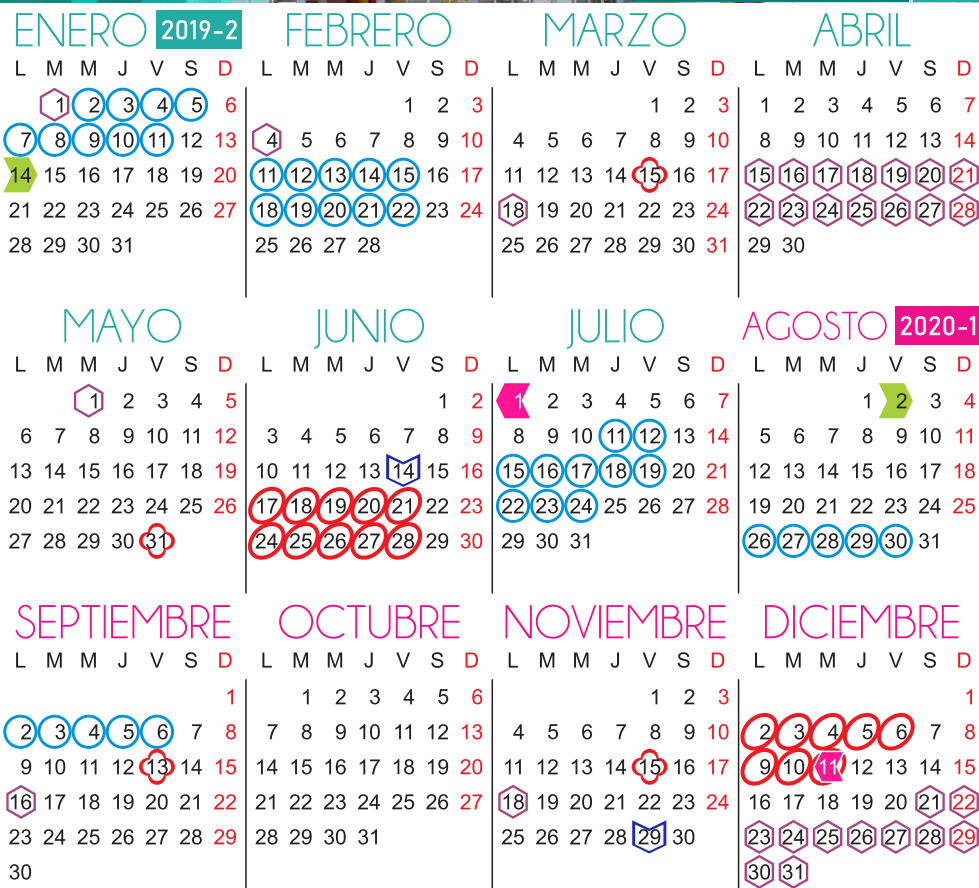 ENERO 2019-2
L M M J V S D
1 2 3 4 5 6
7 8 9 10 11 12 13
14 15 16 17 18 19 20
21 22 23 24 25 26 27
28 29 30 31
FEBRERO
L M M J V S D
1 2 3
4 5 6 7 8 9 10
11 12 13 14 15 16 17
18 19 20 21 22 23 24
25 26 27 28
MARZO
L M M J V S D
1 2 3
4 5 6 7 8 9 10
11 12 13 14 15 16 17
18 19 20 21 22 23 24
25 26 27 28 29 30 31
ABRIL
L M M J V S D
1 2 3 4 5 6 7
8 9 10 11 12 13 14
15 16 17 18 19 20 21
22 23 24 25 26 27 28
29 30
MAYO
L M M J V S D
1 2 3 4 5
6 7 8 9 10 11 12
13 14 15 16 17 18 19
20 21 22 23 24 25 26
27 28 29 30 31
JUNIO
L M M J V S D
1 2
3 4 5 6 7 8 9
10 11 12 13 14 15 16
17 18 19 20 21 22 23
24 25 26 27 28 29 30
JULIO
L M M J V S D
1 2 3 4 5 6 7
8 9 10 11 12 13 14
15 16 17 18 19 20 21
22 23 24 25 26 27 28
29 30 31
AGOSTO 2020-1
L M M J V S D
1 2 3 4
5 6 7 8 9 10 11
12 13 14 15 16 17 18
19 20 21 22 23 24 25
26 27 28 29 30 31
SEPTIEMBRE
L M M J V S D
1
2 3 4 5 6 7 8
9 10 11 12 13 14 15
16 17 18 19 20 21 22
23 24 25 26 27 28 29
30
OCTUBRE
L M M J V S D
1 2 3 4 5 6
7 8 9 10 11 12 13
14 15 16 17 18 19 20
21 22 23 24 25 26 27
28 29 30 31
NOVIEMBRE
L M M J V S D
1 2 3
4 5 6 7 8 9 10
11 12 13 14 15 16 17
18 19 20 21 22 23 24
25 26 27 28 29 30
DICIEMBRE
L M M J V S D
1
2 3 4 5 6 7 8
9 10 11 12 13 14 15
16 17 18 19 20 21 22
23 24 25 26 27 28 29
30 31